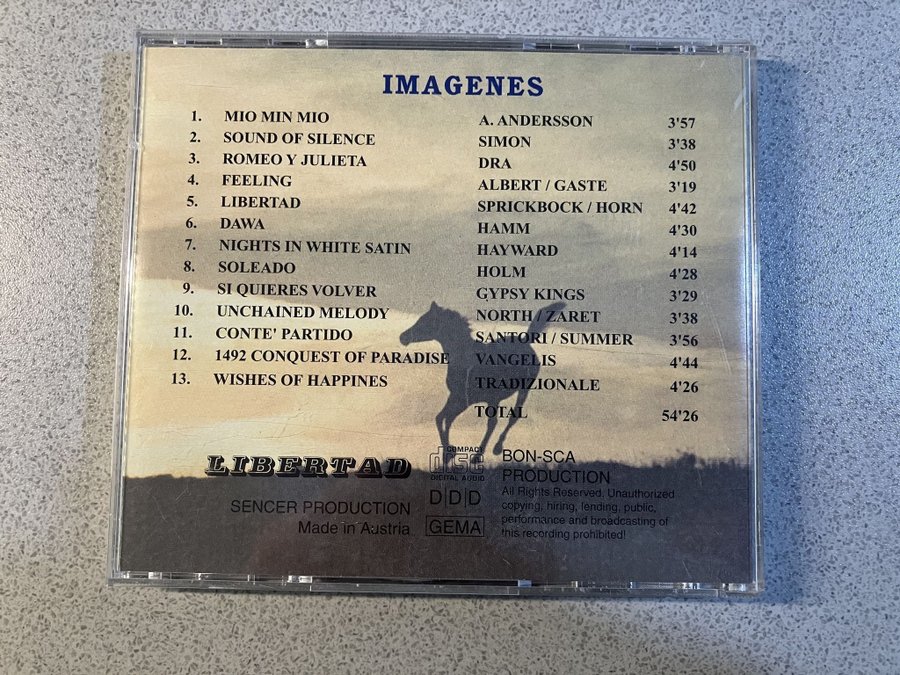 IMAGENES
1. MIO MIN MIO A. ANDERSSON 3'57
2. SOUND OF SILENCE SIMON 3'38
3. ROMEO Y JULIETA DRA 4'50
4. FEELING ALBERT / GASTE 3'19
5. LIBERTAD SPRICKBOCK / HORN 4'42
6. DAWA HAMM 4'30
7. NIGHTS IN WHITE SATIN HAYWARD 4'14
8. SOLEADO HOLM 4'28
9. SI QUIERES VOLVER GYPSY KINGS 3'29
10. UNCHAINED MELODY NORTH / ZARET 3'38
11. CONTE' PARTIDO SANTORI / SUMMER 3'56
12. 1492 CONQUEST OF PARADISE VANGELIS 4'44
13. WISHES OF HAPPINES TRADIZIONALE 4'26
TOTAL 54'26
LIBERTAD
SENCER PRODUCTION
Made in Austria
COMPACT
disc
DIGITAL AUDIO
DDD
GEMA
BON-SCA
PRODUCTION
All Rights Reserved. Unauthorized
copying, hiring, lending, public,
performance and broadcasting of
this recording prohibited!